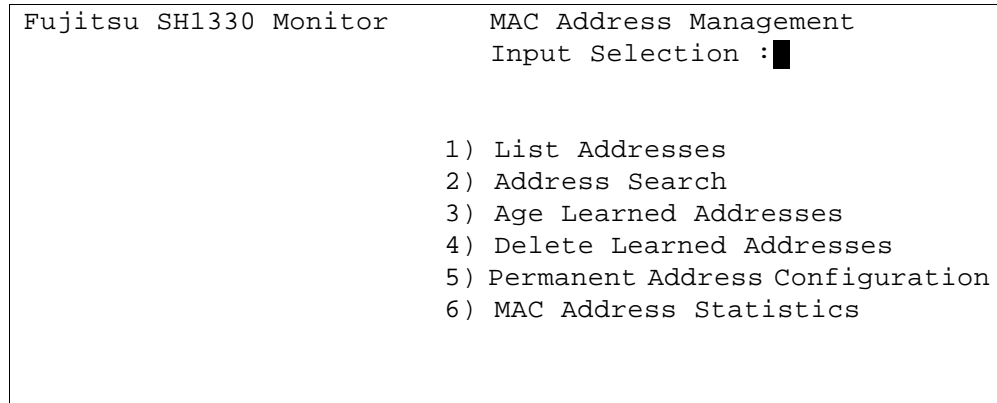 Fujitsu SH1330 Monitor MAC Address Management
Input Selection :
1) List Addresses
2) Address Search
3) Age Learned Addresses
4) Delete Learned Addresses
5) Permanent Address Configuration
6) MAC Address Statistics